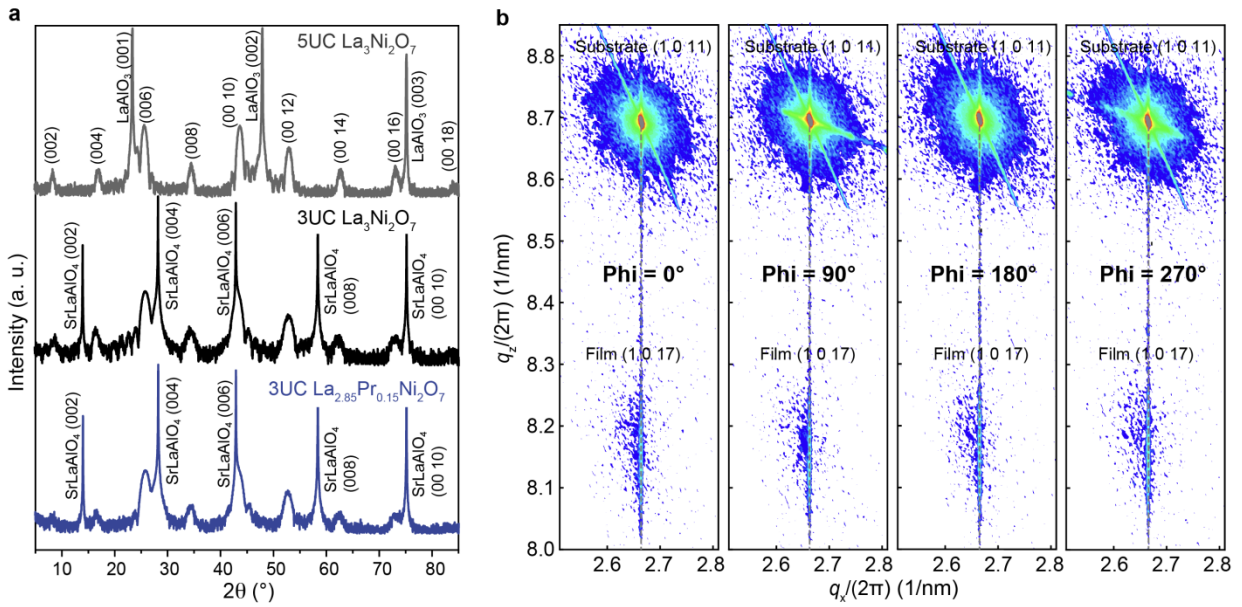 a
5UC La₃Ni₂O₇
(002)
(004)
LaAlO₃ (001)
(006)
(008)
(00 10)
LaAlO₃ (002)
(00 12)
(00 14)
(00 16)
LaAlO₃ (003)
(00 18)
3UC La₃Ni₂O₇
SrLaAlO₄ (002)
SrLaAlO₄ (004)
SrLaAlO₄ (006)
SrLaAlO₄
(008)
SrLaAlO₄
(00 10)
3UC La₂.₈₅Pr₀.₁₅Ni₂O₇
SrLaAlO₄ (002)
SrLaAlO₄ (004)
SrLaAlO₄ (006)
SrLaAlO₄
(008)
SrLaAlO₄
(00 10)
Intensity (a. u.)
10 20 30 40 50 60 70 80
2θ (°)
b
8.8
8.7
8.6
8.5
8.4
8.3
8.2
8.1
8.0
q_z/(2π) (1/nm)
Substrate (1 0 11)
Phi = 0°
Film (1 0 17)
2.6 2.7 2.8
Substrate (1 0 11)
Phi = 90°
Film (1 0 17)
2.6 2.7 2.8
Substrate (1 0 11)
Phi = 180°
Film (1 0 17)
2.6 2.7 2.8
Substrate (1 0 11)
Phi = 270°
Film (1 0 17)
2.6 2.7 2.8
q_x/(2π) (1/nm)